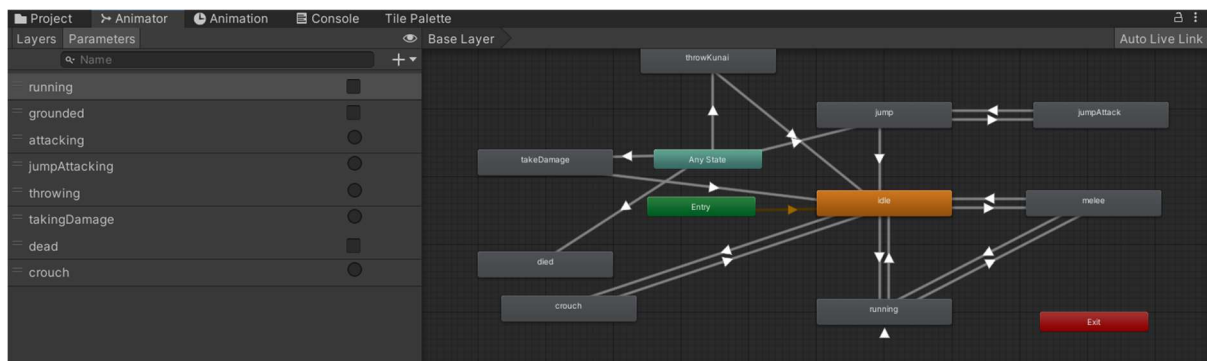 Project Animator Animation Console Tile Palette
Layers Parameters Base Layer Auto Live Link
Name
running
grounded
attacking
jumpAttacking
throwing
takingDamage
dead
crouch
throwKunai
jump jumpAttack
takeDamage Any State
Entry idle melee
died
crouch running
Exit